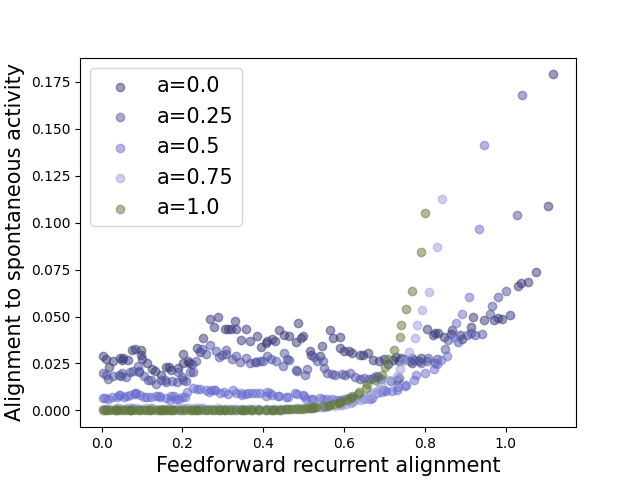 Alignment to spontaneous activity
0.175
0.150
0.125
0.100
0.075
0.050
0.025
0.000
a=0.0
a=0.25
a=0.5
a=0.75
a=1.0
0.0 0.2 0.4 0.6 0.8 1.0
Feedforward recurrent alignment